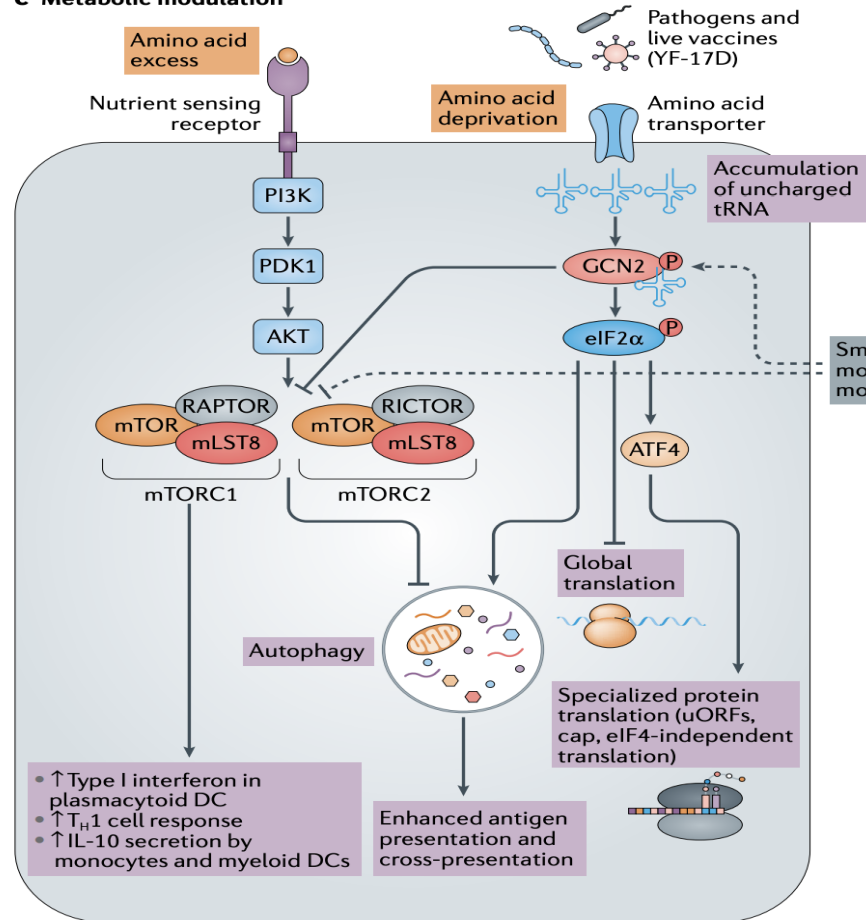 c Metabolic modulation
Amino acid
excess
Nutrient sensing
receptor
Pathogens and
live vaccines
(YF-17D)
Amino acid
deprivation
Amino acid
transporter
Accumulation
of uncharged
tRNA
PI3K
PDK1
AKT
GCN2
P
eIF2α
P
RAPTOR
mTOR
mLST8
mTORC1
RICTOR
mTOR
mLST8
mTORC2
ATF4
Global
translation
Autophagy
Specialized protein
translation (uORFs,
cap, eIF4-independent
translation)
• ↑Type I interferon in
plasmacytoid DC
• ↑TH1 cell response
• ↑IL-10 secretion by
monocytes and myeloid DCs
Enhanced antigen
presentation and
cross-presentation